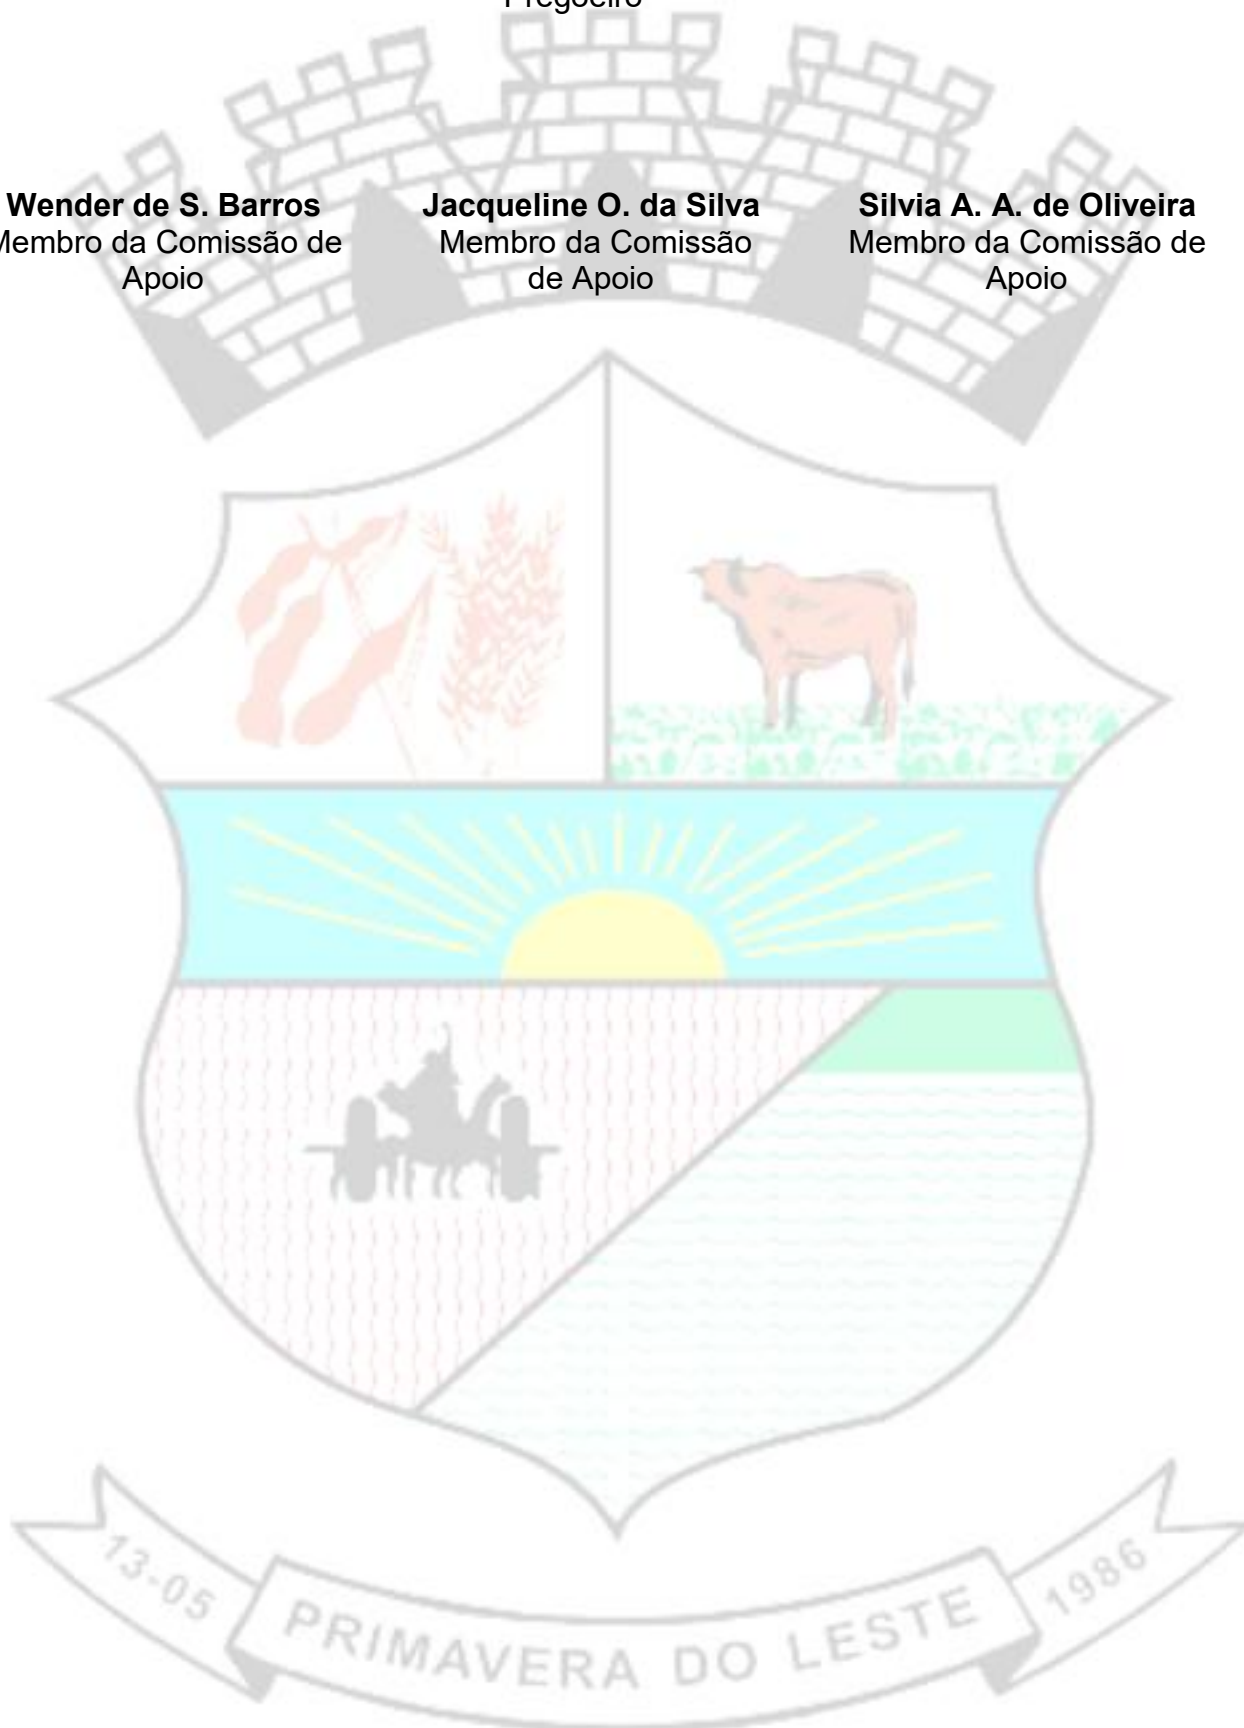 Pregoeiro
Wender de S. Barros
Membro da Comissão de
Apoio
Jacqueline O. da Silva
Membro da Comissão
de Apoio
Silvia A. A. de Oliveira
Membro da Comissão de
Apoio
13-05
PRIMAVERA DO LESTE
1986